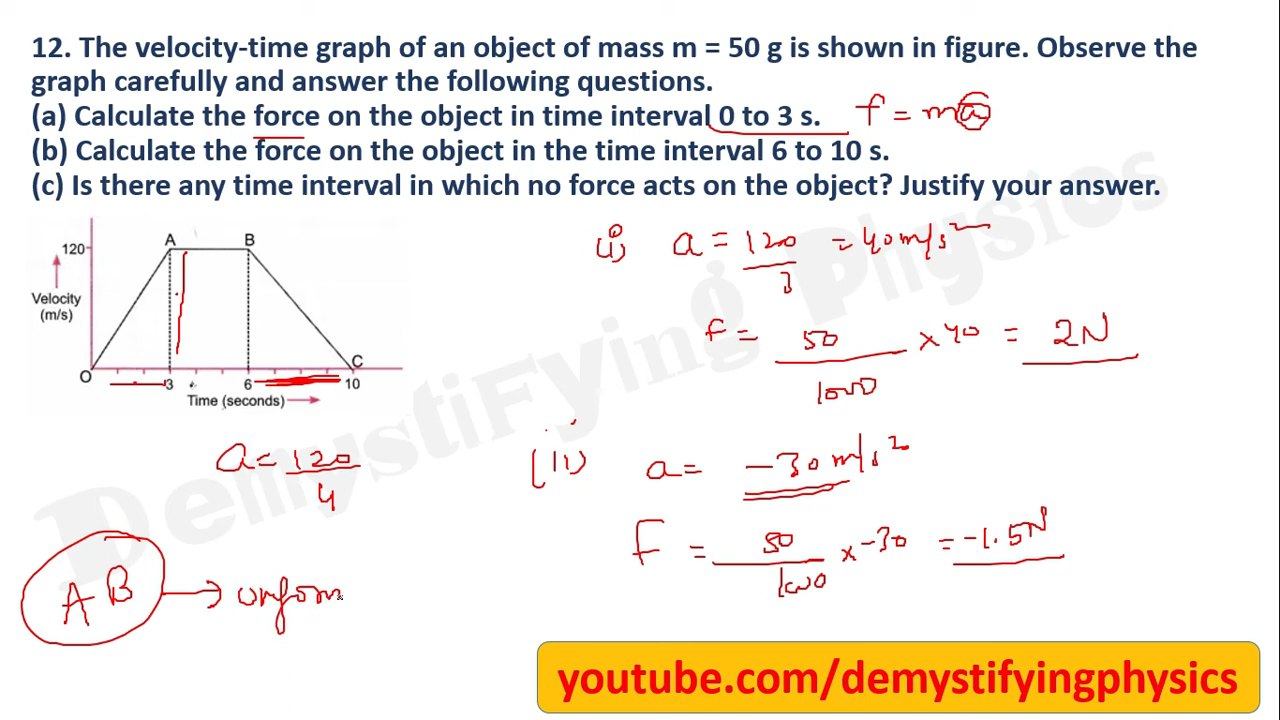 12. The velocity-time graph of an object of mass m = 50 g is shown in figure. Observe the
graph carefully and answer the following questions.
(a) Calculate the force on the object in time interval 0 to 3 s. f = ma
(b) Calculate the force on the object in the time interval 6 to 10 s.
(c) Is there any time interval in which no force acts on the object? Justify your answer.
120 A B
Velocity
(m/s)
O 3 6 10 C
Time (seconds)
(i) a = 120/3 = 40 m/s²
F = 50/1000 × 40 = 2N
a = 120/4
(ii) a = -30 m/s²
F = 50/1000 × -30 = -1.5N
AB → uniform
DemystiFying Physics
youtube.com/demystifyingphysics